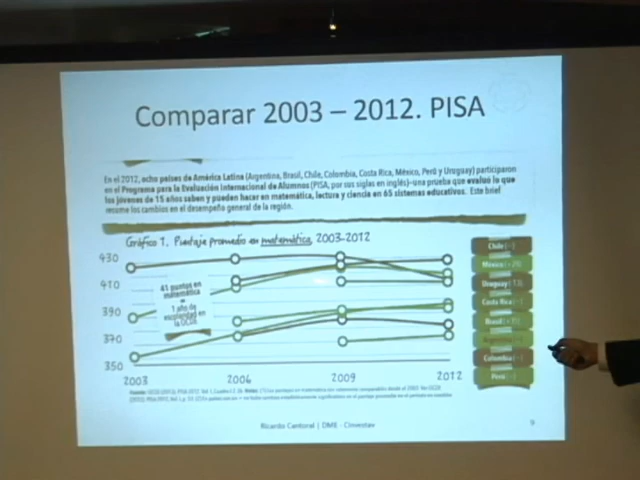 Comparar 2003 – 2012. PISA
En el 2012, ocho países de América Latina (Argentina, Brasil, Chile, Colombia, Costa Rica, México, Perú y Uruguay) participaron
en el Programa para la Evaluación Internacional de Alumnos (PISA, por sus siglas en inglés)–una prueba que evaluó lo que
los jóvenes de 15 años saben y pueden hacer en matemática, lectura y ciencia en 65 sistemas educativos. Este brief
resume los cambios en el desempeño general de la región.
Gráfico 1. Puntaje promedio en matemática, 2003-2012
430
410
390
370
350
41 puntos en
matemática
=
1 año de
escolaridad en
la OCDE
2003
2006
2009
2012
Chile
México
Uruguay
Costa Rica
Brasil
Argentina
Colombia
Perú
Ricardo Cantoral | DME - Cinvestav
9